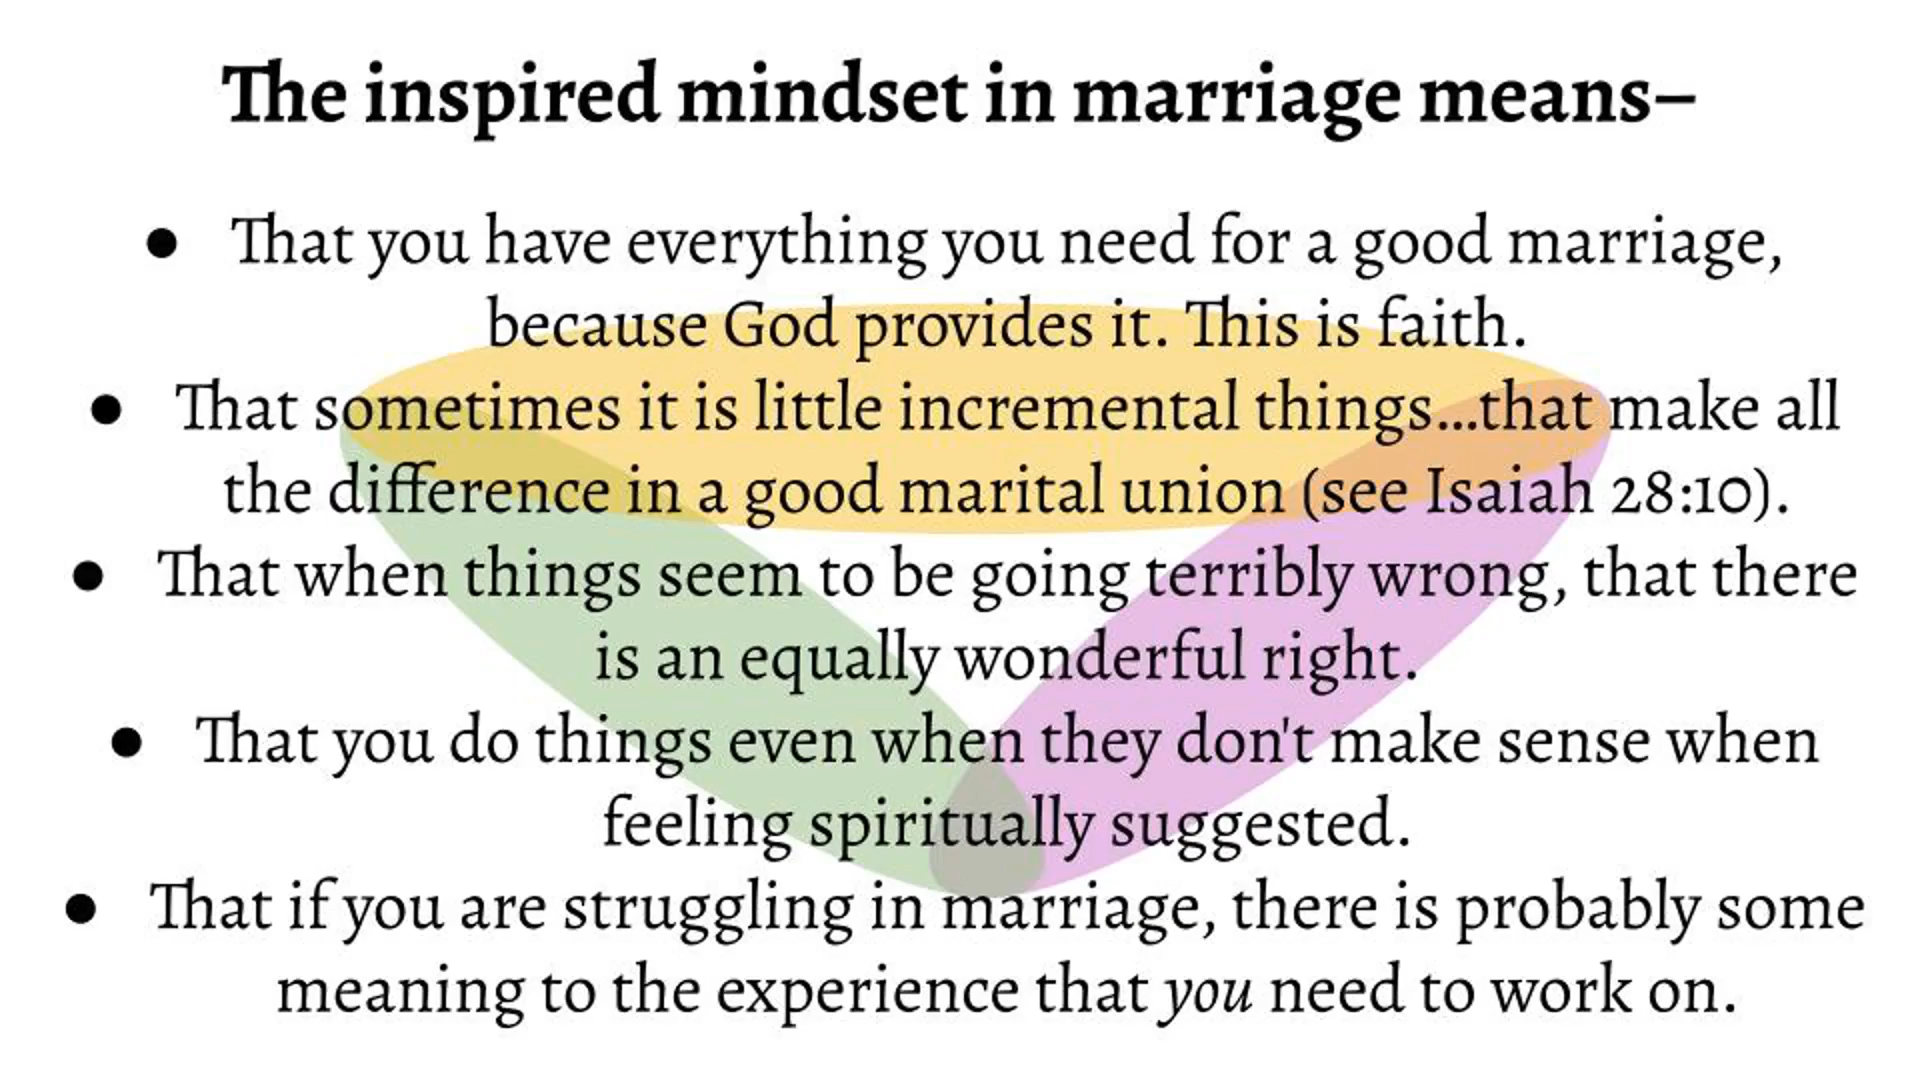 The inspired mindset in marriage means–
● That you have everything you need for a good marriage,
because God provides it. This is faith.
● That sometimes it is little incremental things...that make all
the difference in a good marital union (see Isaiah 28:10).
● That when things seem to be going terribly wrong, that there
is an equally wonderful right.
● That you do things even when they don't make sense when
feeling spiritually suggested.
● That if you are struggling in marriage, there is probably some
meaning to the experience that you need to work on.